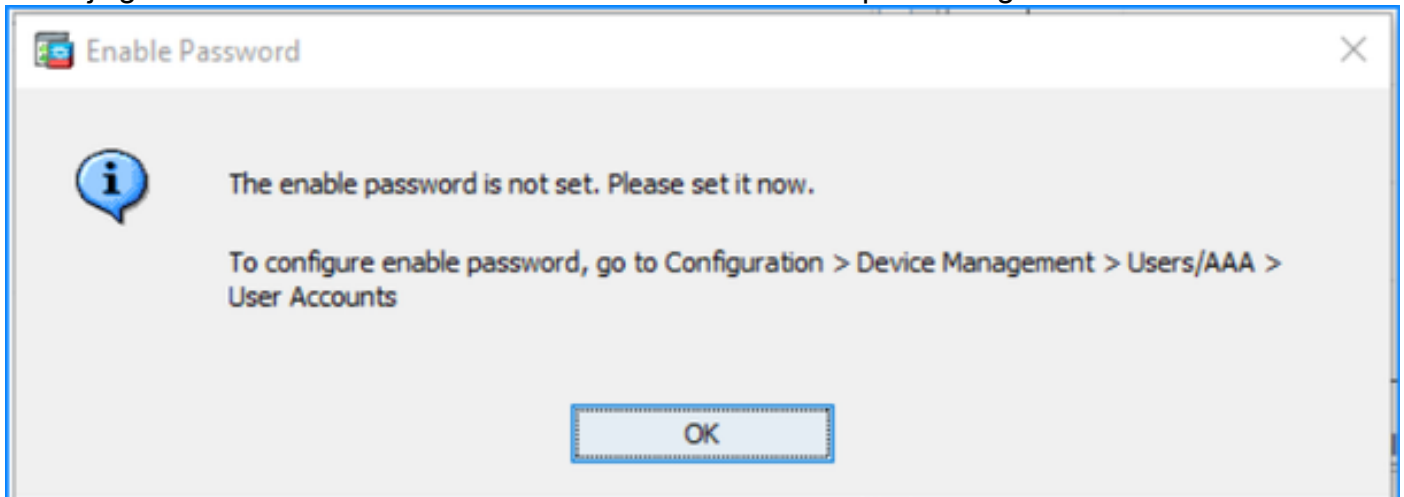 Enable Password
The enable password is not set. Please set it now.
To configure enable password, go to Configuration > Device Management > Users/AAA >
User Accounts
OK